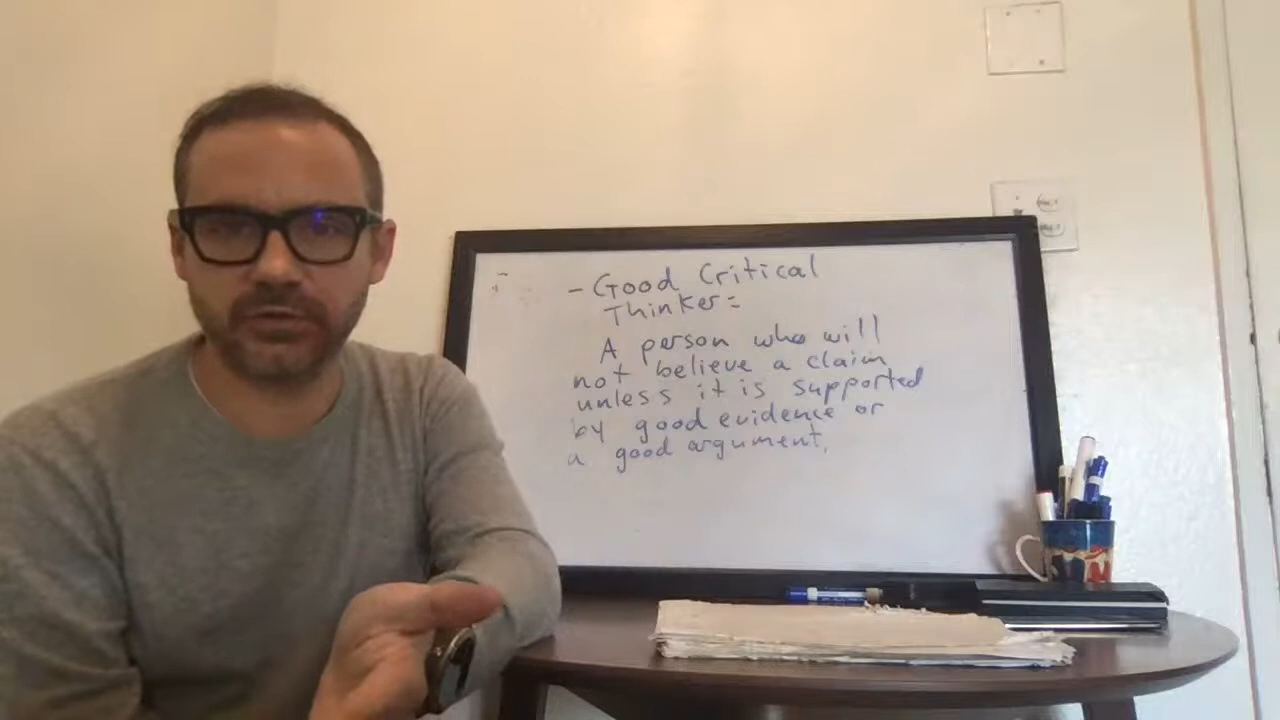 - Good Critical
Thinker=
A person who will
not believe a claim
unless it is supported
by good evidence or
a good argument.